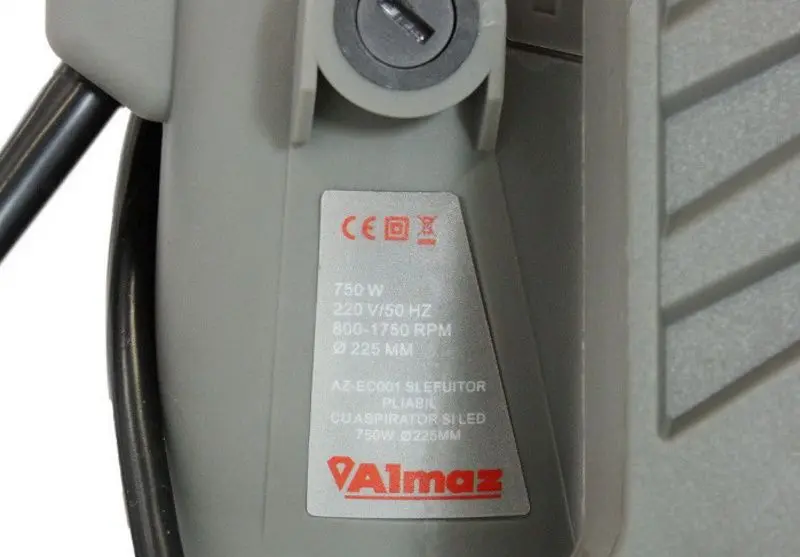 CE
750 W
220 V/50 HZ
800-1750 RPM
Ø 225 MM
AZ-EC001 SLEFUITOR
PLIABIL
CU ASPIRATOR SI LED
750W Ø225MM
Almaz